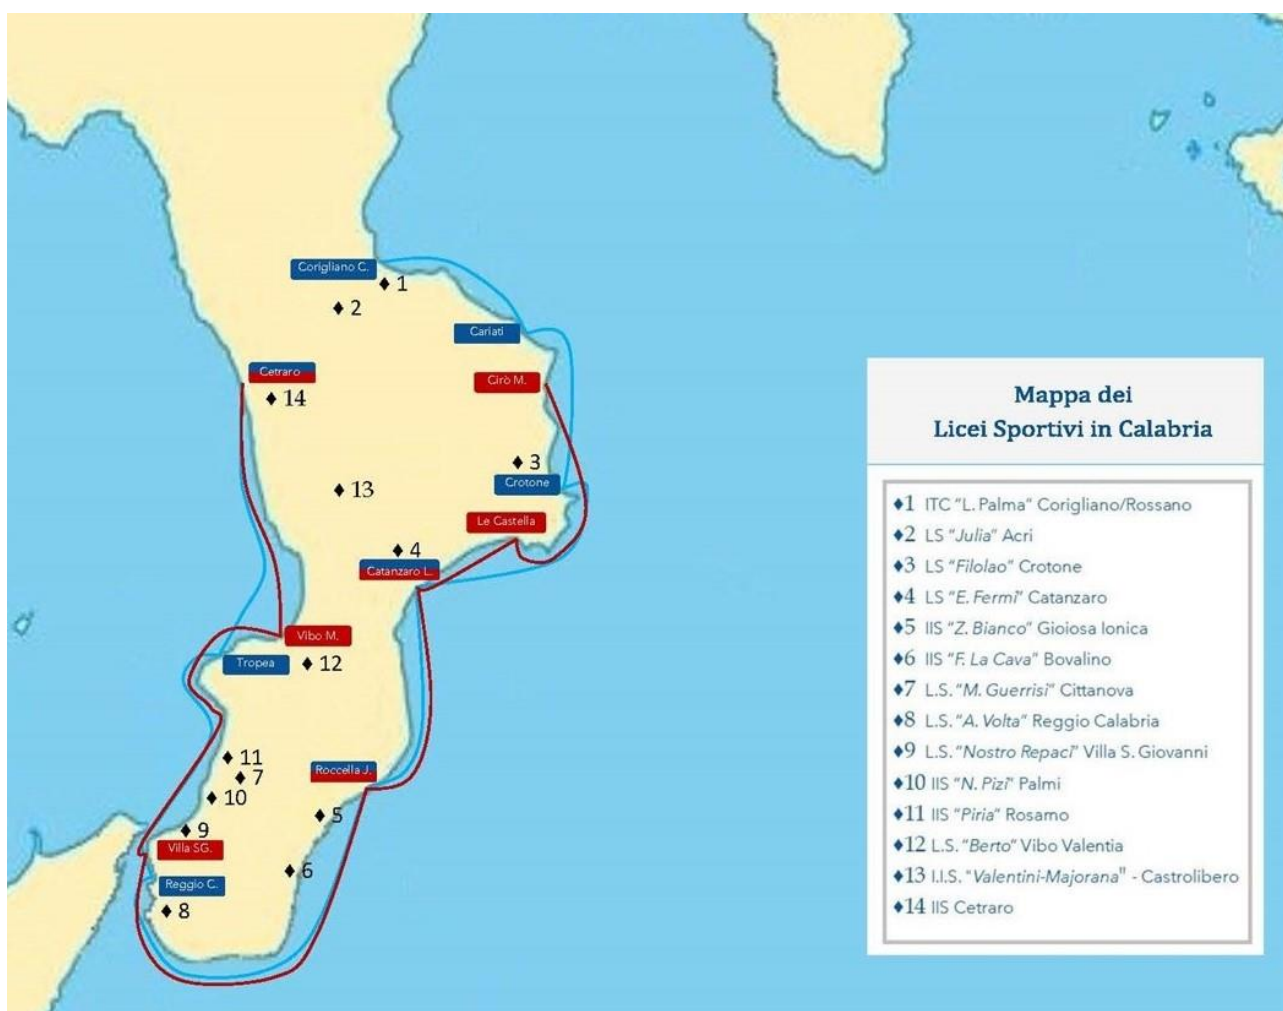 Corigliano C.
♦ 1
♦ 2
Cariati
Cetraro
Cirò M.
♦ 14
♦ 3
Crotone
♦ 13
Le Castella
♦ 4
Catanzaro L.
Vibo M.
Tropea
♦ 12
♦ 11
Roccella J.
♦ 7
♦ 10
♦ 5
♦ 9
Villa SG.
♦ 6
Reggio C.
♦ 8
Mappa dei
Licei Sportivi in Calabria
♦1 ITC "L. Palma" Corigliano/Rossano
♦2 LS "Julia" Acri
♦3 LS "Filolao" Crotone
♦4 LS "E. Fermi" Catanzaro
♦5 IIS "Z. Bianco" Gioiosa Ionica
♦6 IIS "F. La Cava" Bovalino
♦7 L.S. "M. Guerrisi" Cittanova
♦8 L.S. "A. Volta" Reggio Calabria
♦9 L.S. "Nostro Repaci" Villa S. Giovanni
♦10 IIS "N. Pizi" Palmi
♦11 IIS "Piria" Rosarno
♦12 L.S. "Berto" Vibo Valentia
♦13 I.I.S. "Valentini-Majorana" - Castrolibero
♦14 IIS Cetraro